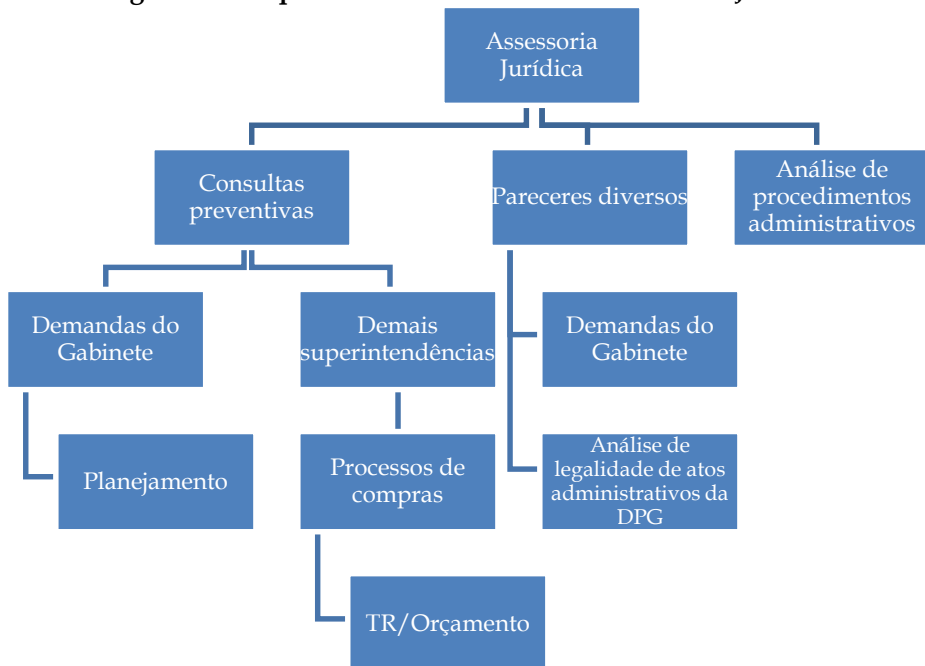 Assessoria
Jurídica
Consultas
preventivas
Pareceres diversos
Análise de
procedimentos
administrativos
Demandas do
Gabinete
Demais
superintendências
Demandas do
Gabinete
Planejamento
Processos de
compras
Análise de
legalidade de atos
administrativos da
DPG
TR/Orçamento